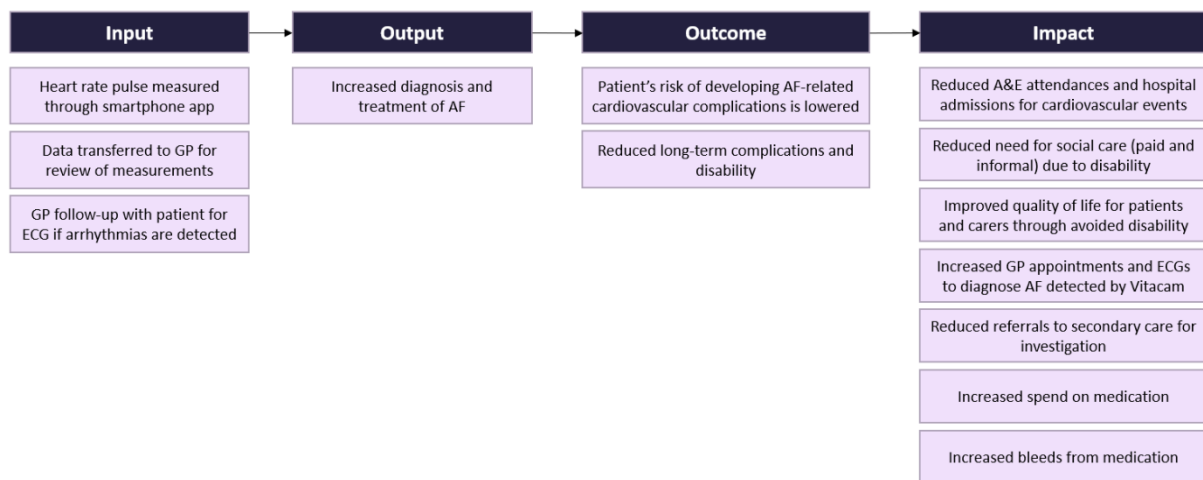 Input
Heart rate pulse measured
through smartphone app
Data transferred to GP for
review of measurements
GP follow-up with patient for
ECG if arrhythmias are detected
Output
Increased diagnosis and
treatment of AF
Outcome
Patient’s risk of developing AF-related
cardiovascular complications is lowered
Reduced long-term complications and
disability
Impact
Reduced A&E attendances and hospital
admissions for cardiovascular events
Reduced need for social care (paid and
informal) due to disability
Improved quality of life for patients
and carers through avoided disability
Increased GP appointments and ECGs
to diagnose AF detected by Vitacam
Reduced referrals to secondary care for
investigation
Increased spend on medication
Increased bleeds from medication